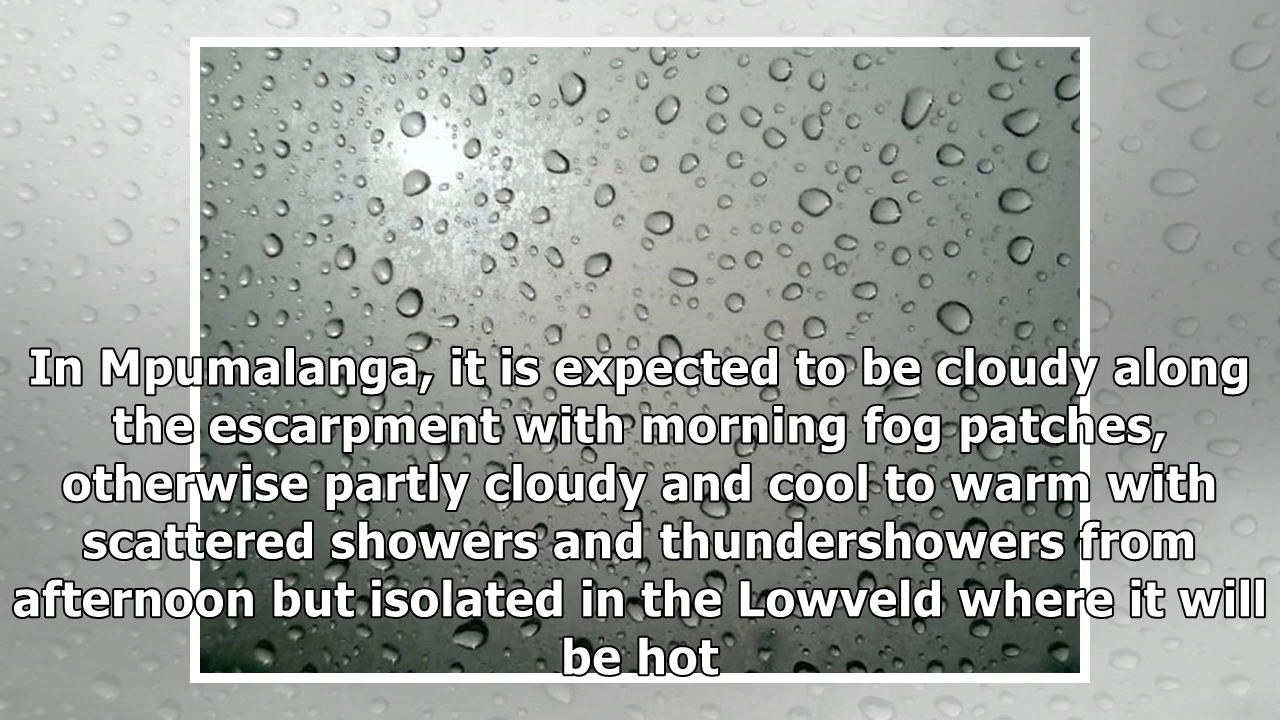 In Mpumalanga, it is expected to be cloudy along
the escarpment with morning fog patches,
otherwise partly cloudy and cool to warm with
scattered showers and thundershowers from
afternoon but isolated in the Lowveld where it will
be hot